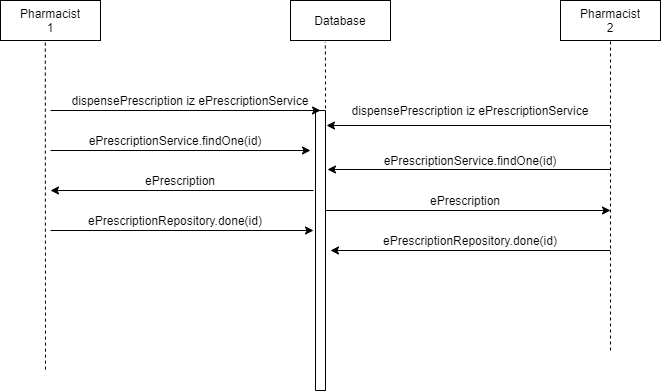 Pharmacist
1
Database
Pharmacist
2
dispensePrescription iz ePrescriptionService
dispensePrescription iz ePrescriptionService
ePrescriptionService.findOne(id)
ePrescriptionService.findOne(id)
ePrescription
ePrescription
ePrescriptionRepository.done(id)
ePrescriptionRepository.done(id)